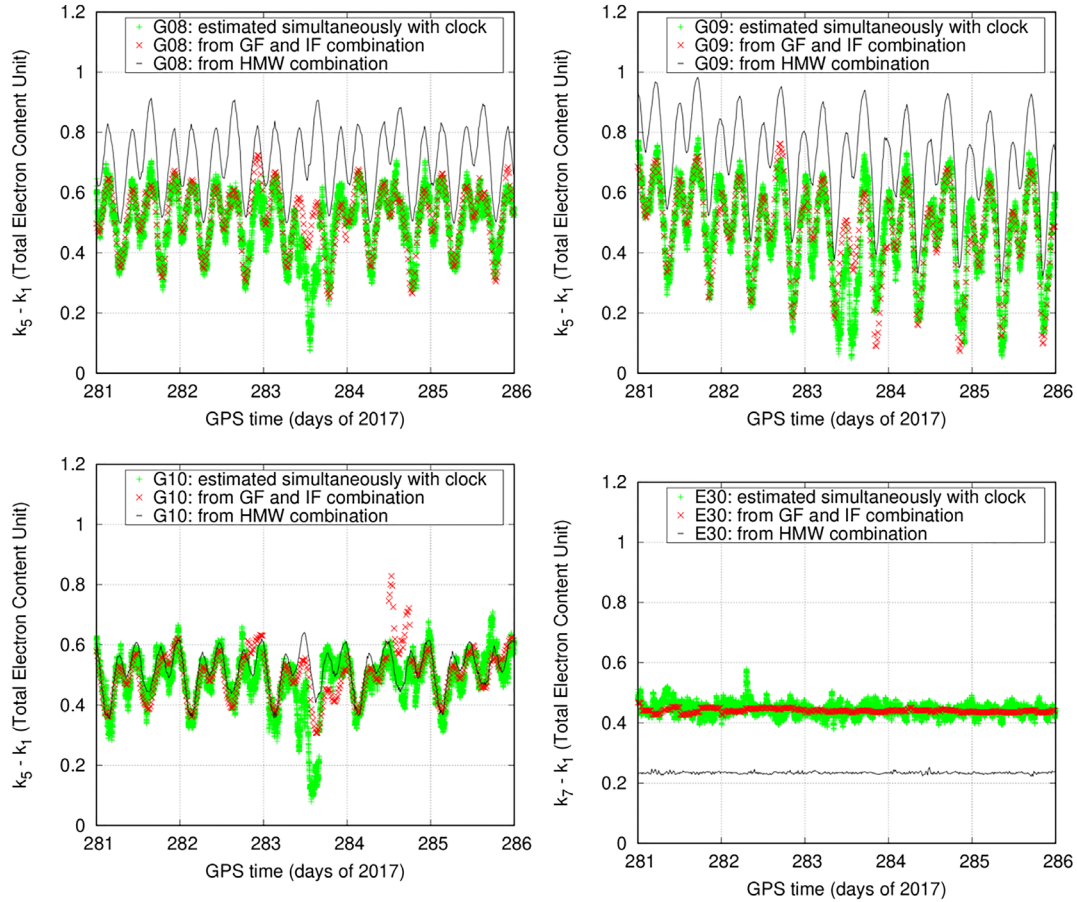 G08: estimated simultaneously with clock
G08: from GF and IF combination
G08: from HMW combination
k5 - k1 (Total Electron Content Unit)
1.2
1
0.8
0.6
0.4
0.2
0
281 282 283 284 285 286
GPS time (days of 2017)
G09: estimated simultaneously with clock
G09: from GF and IF combination
G09: from HMW combination
k5 - k1 (Total Electron Content Unit)
1.2
1
0.8
0.6
0.4
0.2
0
281 282 283 284 285 286
GPS time (days of 2017)
G10: estimated simultaneously with clock
G10: from GF and IF combination
G10: from HMW combination
k5 - k1 (Total Electron Content Unit)
1.2
1
0.8
0.6
0.4
0.2
0
281 282 283 284 285 286
GPS time (days of 2017)
E30: estimated simultaneously with clock
E30: from GF and IF combination
E30: from HMW combination
k7 - k1 (Total Electron Content Unit)
1.2
1
0.8
0.6
0.4
0.2
0
281 282 283 284 285 286
GPS time (days of 2017)